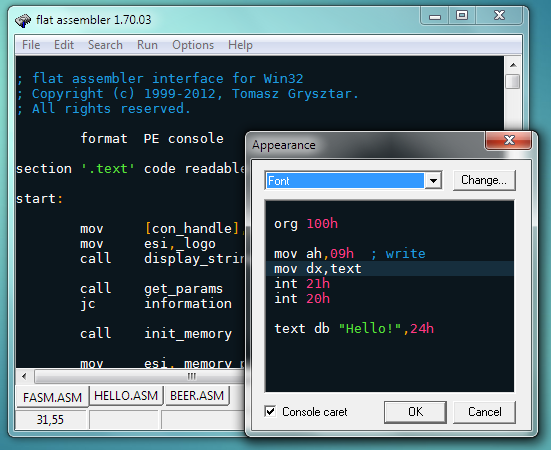 flat assembler 1.70.03
File Edit Search Run Options Help
; flat assembler interface for Win32
; Copyright (c) 1999-2012, Tomasz Grysztar.
; All rights reserved.
format PE console
section '.text' code readable
start:
mov [con_handle],
mov esi,_logo
call display_strin
call get_params
jc information
call init_memory
mov esi,_memory_p
FASM.ASM HELLO.ASM BEER.ASM
31,55
Appearance
Font
Change...
org 100h
mov ah,09h ; write
mov dx,text
int 21h
int 20h
text db "Hello!",24h
Console caret
OK
Cancel